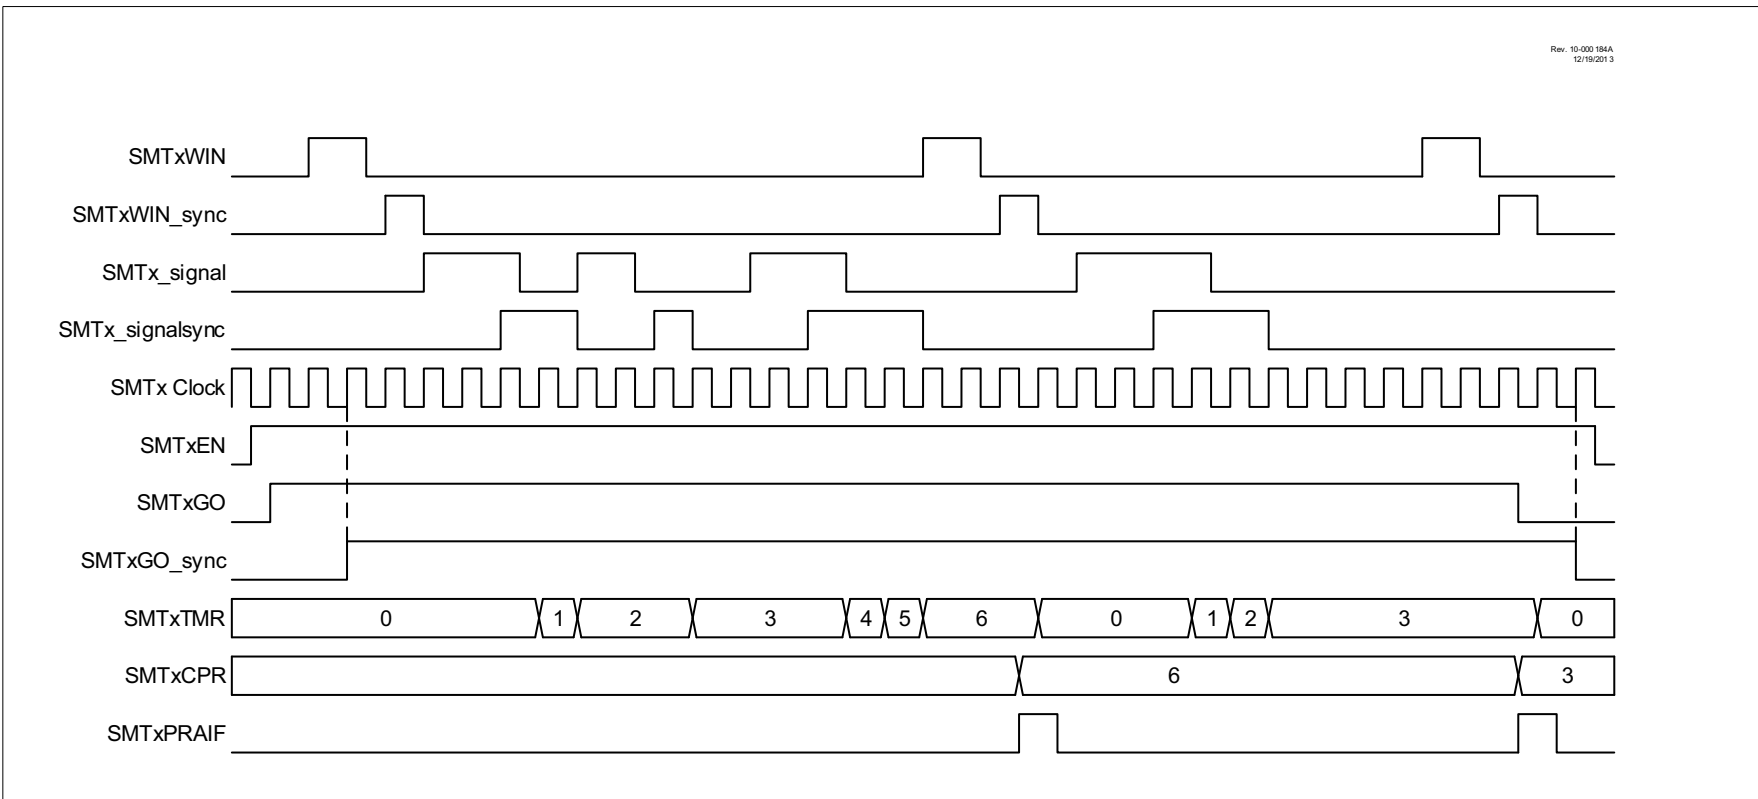 Rev. 10-000 184A
12/19/201 3
SMTxWIN
SMTxWIN_sync
SMTx_signal
SMTx_signalsync
SMTx Clock
SMTxEN
SMTxGO
SMTxGO_sync
SMTxTMR 0 1 2 3 4 5 6 0 1 2 3 0
SMTxCPR 6 3
SMTxPRAIF